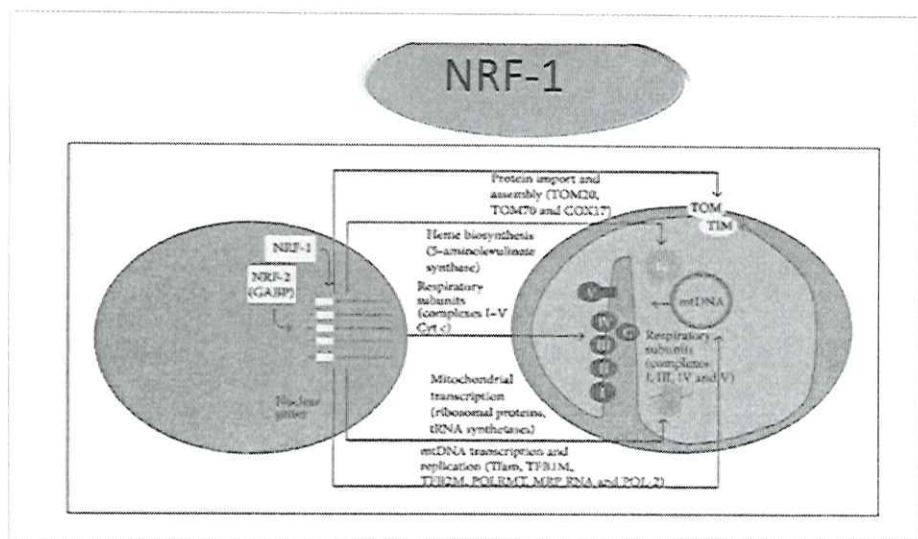 NRF-1
Protein import and
assembly (TOM20,
TOM70 and COX17)
TOM
TIM
NRF-1
NRF-2
(GABP)
Heme biosynthesis
(5-aminolevulinate
synthase)
Respiratory
subunits
(complexes I–V
Cyt c)
mtDNA
Respiratory
subunits
(complexes
I, III, IV and V)
Mitochondrial
transcription
(ribosomal proteins,
tRNA synthetases)
mtDNA transcription and
replication (Tfam, TFB1M,
TFB2M, POLRMT, MRP RNA and POL-2)